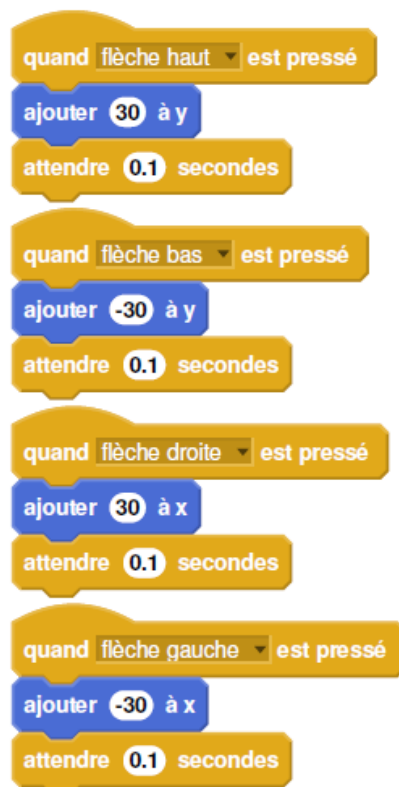 quand flèche haut est pressé
ajouter 30 à y
attendre 0.1 secondes
quand flèche bas est pressé
ajouter -30 à y
attendre 0.1 secondes
quand flèche droite est pressé
ajouter 30 à x
attendre 0.1 secondes
quand flèche gauche est pressé
ajouter -30 à x
attendre 0.1 secondes